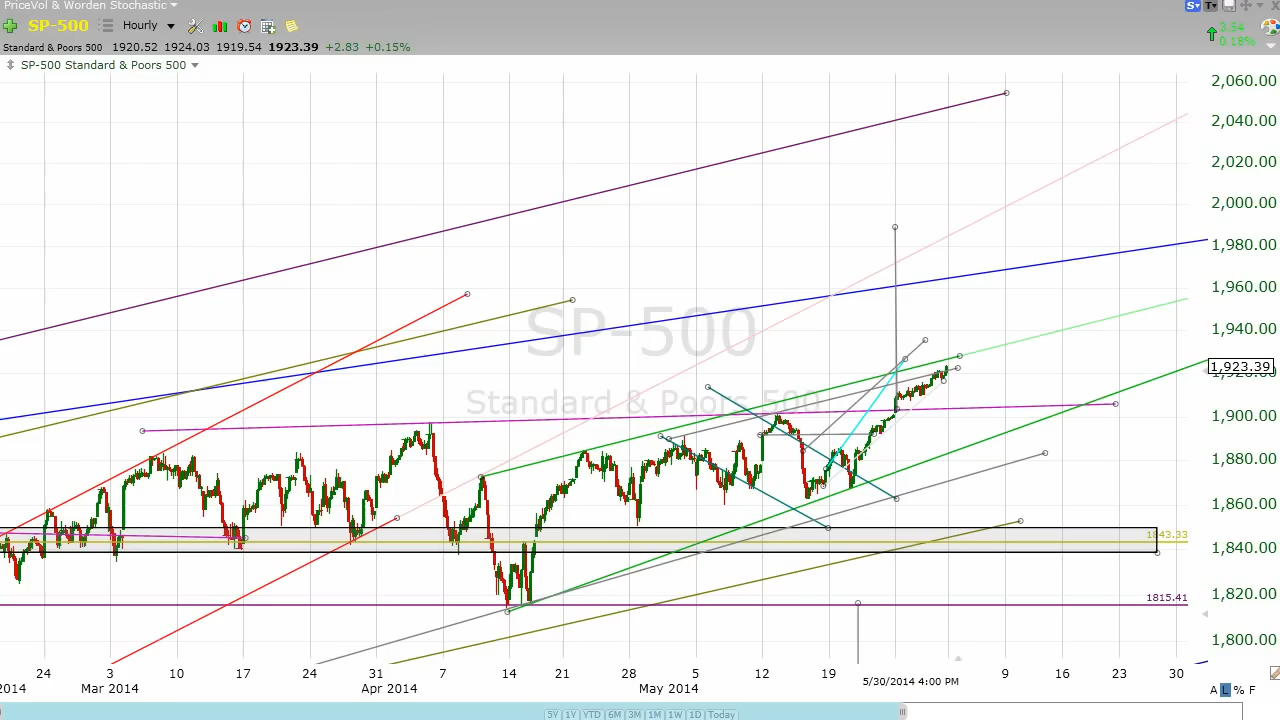 PriceVol & Worden Stochastic
S T
SP-500 Hourly
3.54
0.18%
Standard & Poors 500 1920.52 1924.03 1919.54 1923.39 +2.83 +0.15%
SP-500 Standard & Poors 500
2,060.00
2,040.00
2,020.00
2,000.00
1,980.00
1,960.00
1,940.00
SP-500
1,923.39
1,920.00
Standard & Poors 500
1,900.00
1,880.00
1,860.00
1843.33
1,840.00
1815.41
1,820.00
1,800.00
24 3 10 17 24 31 7 14 21 28 5 12 19 5/30/2014 4:00 PM 9 16 23 30
2014 Mar 2014 Apr 2014 May 2014 A L % F
5Y 1Y YTD 6M 3M 1M 1W 1D Today